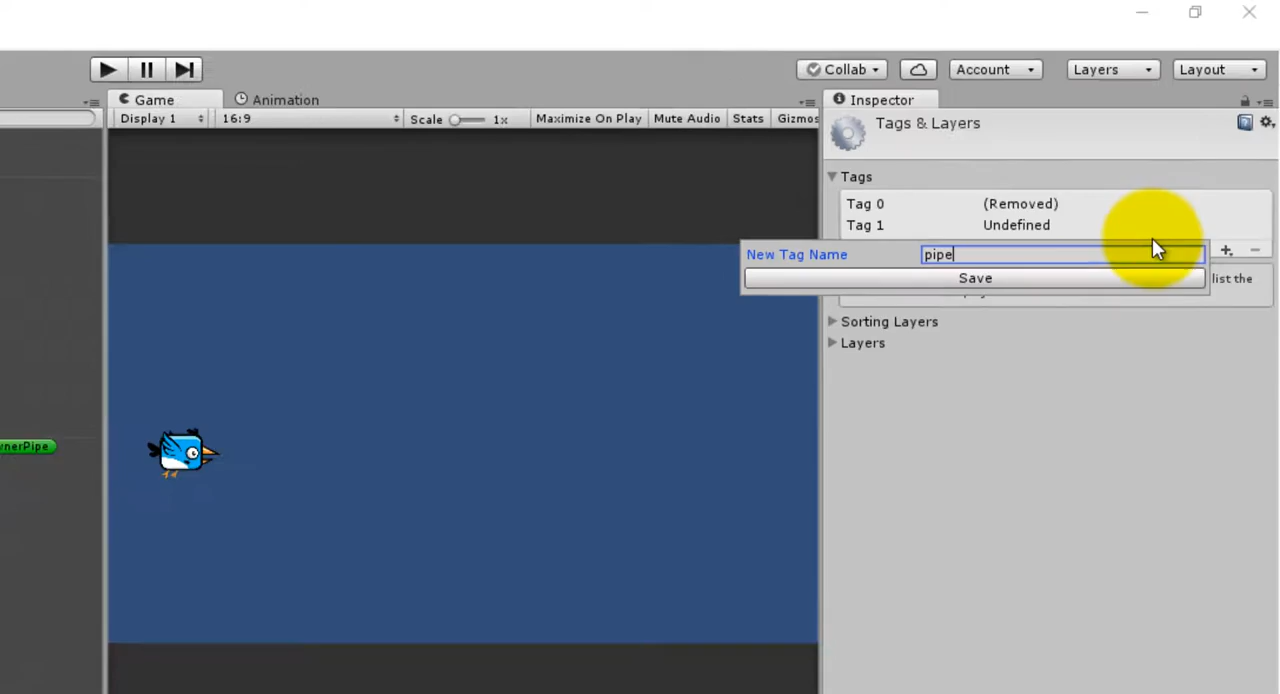 Collab Account Layers Layout
Game Animation Inspector
Display 1 16:9 Scale 1x Maximize On Play Mute Audio Stats Gizmos
Tags & Layers
Tags
Tag 0 (Removed)
Tag 1 Undefined
New Tag Name pipe
Save
list the
Sorting Layers
Layers
nerPipe